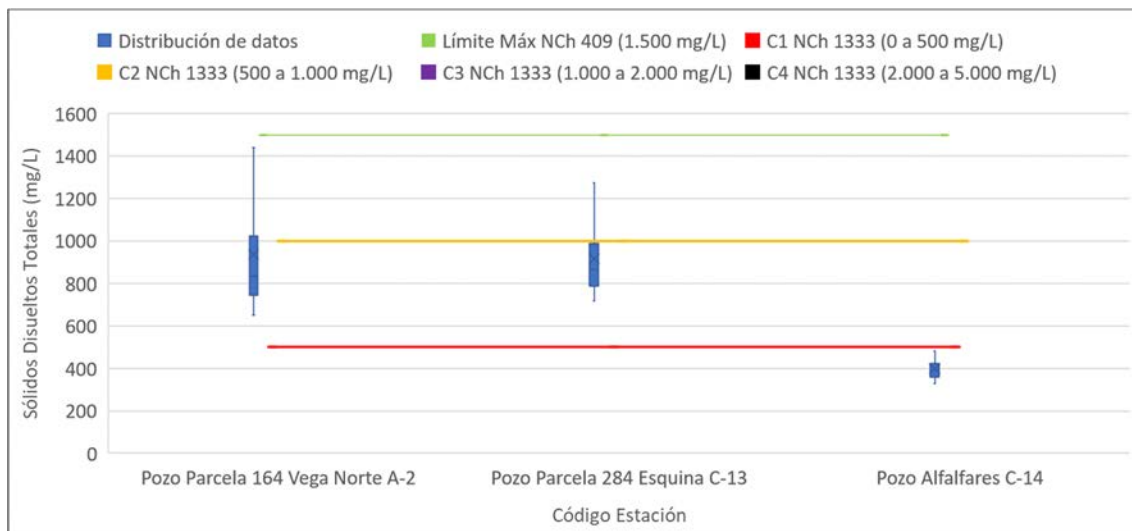 Distribución de datos
Límite Máx NCh 409 (1.500 mg/L)
C1 NCh 1333 (0 a 500 mg/L)
C2 NCh 1333 (500 a 1.000 mg/L)
C3 NCh 1333 (1.000 a 2.000 mg/L)
C4 NCh 1333 (2.000 a 5.000 mg/L)
Sólidos Disueltos Totales (mg/L)
1600
1400
1200
1000
800
600
400
200
0
Pozo Parcela 164 Vega Norte A-2
Pozo Parcela 284 Esquina C-13
Pozo Alfalfares C-14
Código Estación